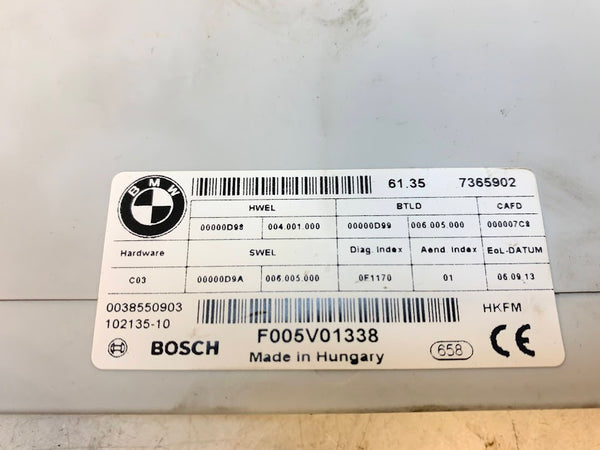 BMW 61.35 7365902
HWEL BTLD CAFD
00000D98 004.001.000 00000D99 006.005.000 000007C8
Hardware SWEL Diag. Index Aend. Index EoL-DATUM
C03 00000D9A 006.005.000 0F1170 01 06.09.13
0038550903 HKFM
102135-10
BOSCH F005V01338 658 CE
Made in Hungary